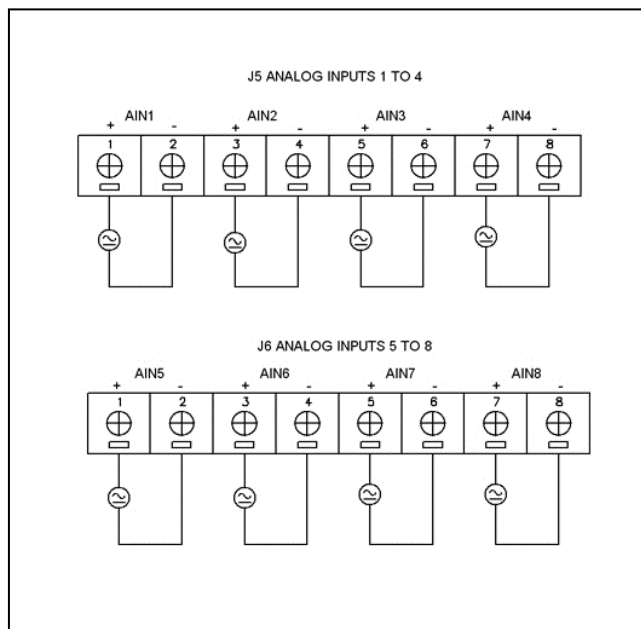 J5 ANALOG INPUTS 1 TO 4
AIN1 AIN2 AIN3 AIN4
+ - + - + - + -
1 2 3 4 5 6 7 8
J6 ANALOG INPUTS 5 TO 8
AIN5 AIN6 AIN7 AIN8
+ - + - + - + -
1 2 3 4 5 6 7 8